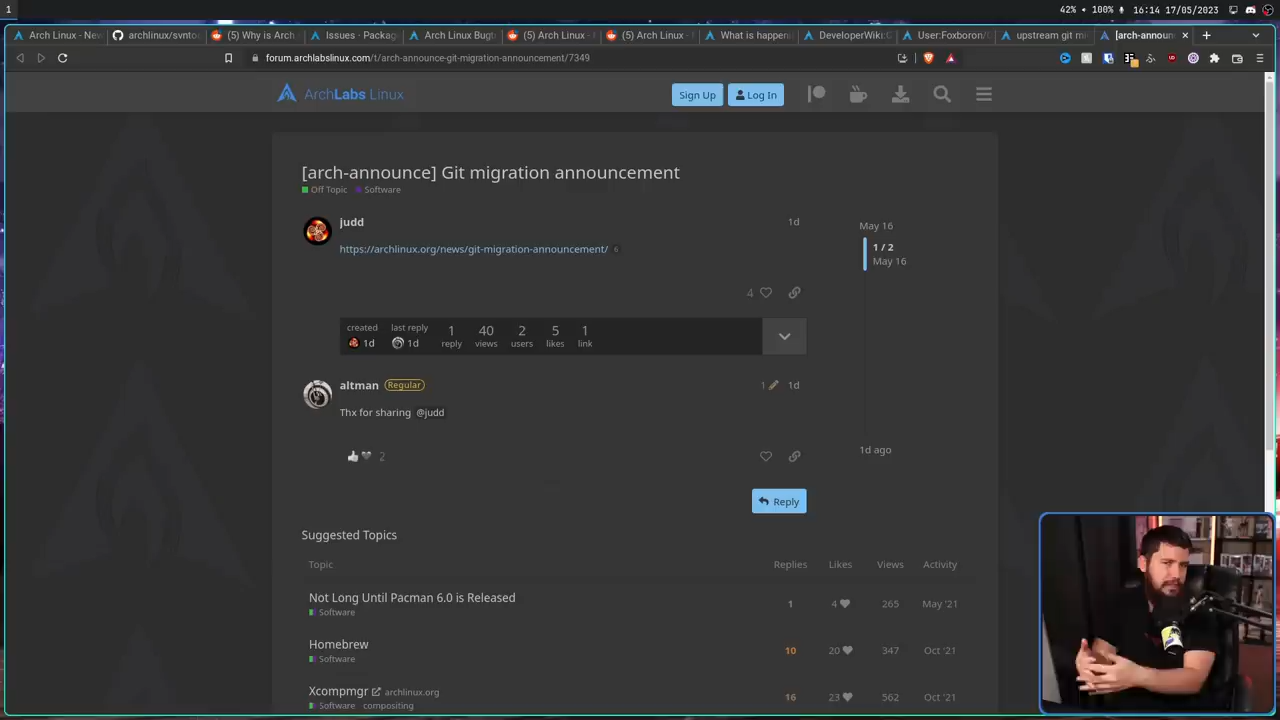 1
42% 100% 16:14 17/05/2023
Arch Linux - New
archlinux/svnto
(5) Why is Arch
Issues · Packag
Arch Linux Bugt
(5) Arch Linux -
(5) Arch Linux -
What is happen
DeveloperWiki:
User:Foxboron/
upstream git mi
[arch-announ
forum.archlabslinux.com/t/arch-announce-git-migration-announcement/7349
ArchLabs Linux
Sign Up
Log In
[arch-announce] Git migration announcement
Off Topic Software
judd
1d
https://archlinux.org/news/git-migration-announcement/ 6
4
May 16
1 / 2
May 16
created last reply
1d 1d
1 40 2 5 1
reply views users likes link
altman Regular
1 1d
Thx for sharing @judd
2
1d ago
Reply
Suggested Topics
Topic Replies Likes Views Activity
Not Long Until Pacman 6.0 is Released 1 4 265 May '21
Software
Homebrew 10 20 347 Oct '21
Software
Xcompmgr archlinux.org 16 23 562 Oct '21
Software compositing